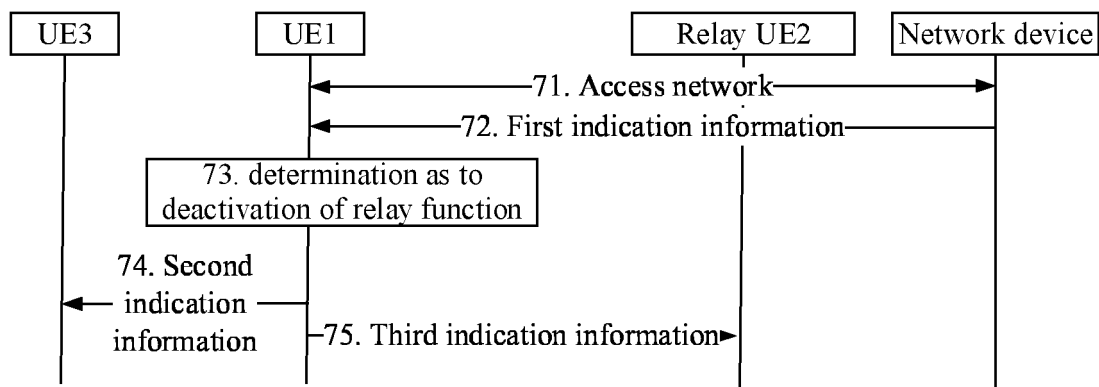 UE3
UE1
Relay UE2
Network device
71. Access network
72. First indication information
73. determination as to
deactivation of relay function
74. Second
indication
information
75. Third indication information